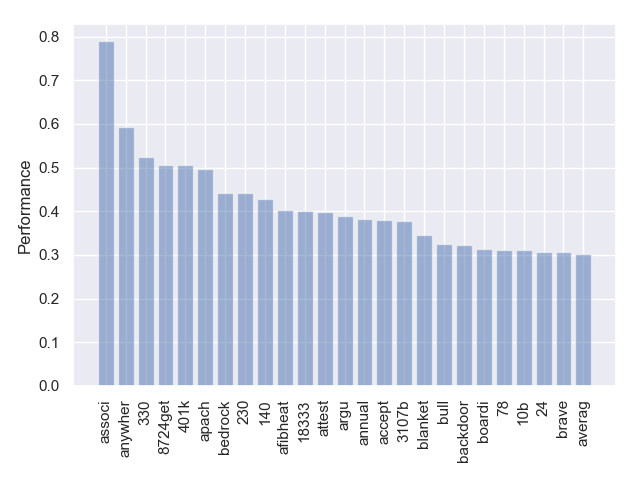 0.8
0.7
0.6
0.5
0.4
0.3
0.2
0.1
0.0
Performance
associ
anywher
330
8724get
401k
apach
bedrock
230
140
afibheat
18333
attest
argu
annual
accept
3107b
blanket
bull
backdoor
boardi
78
10b
24
brave
averag